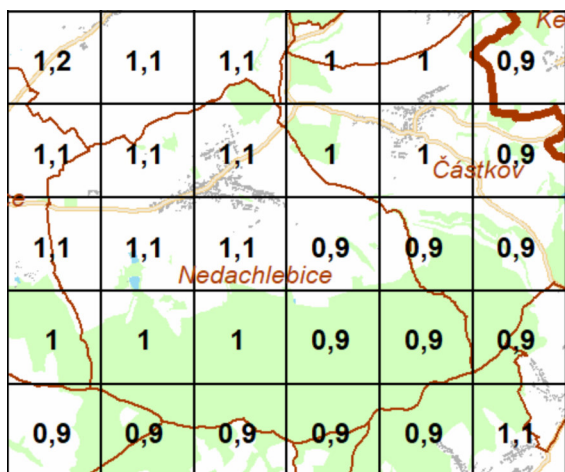 Ke
1,2 1,1 1,1 1 1 0,9
1,1 1,1 1,1 1 1 0,9
Částkov
e
1,1 1,1 1,1 0,9 0,9 0,9
Nedachlebice
1 1 1 0,9 0,9 0,9
0,9 0,9 0,9 0,9 0,9 1,1